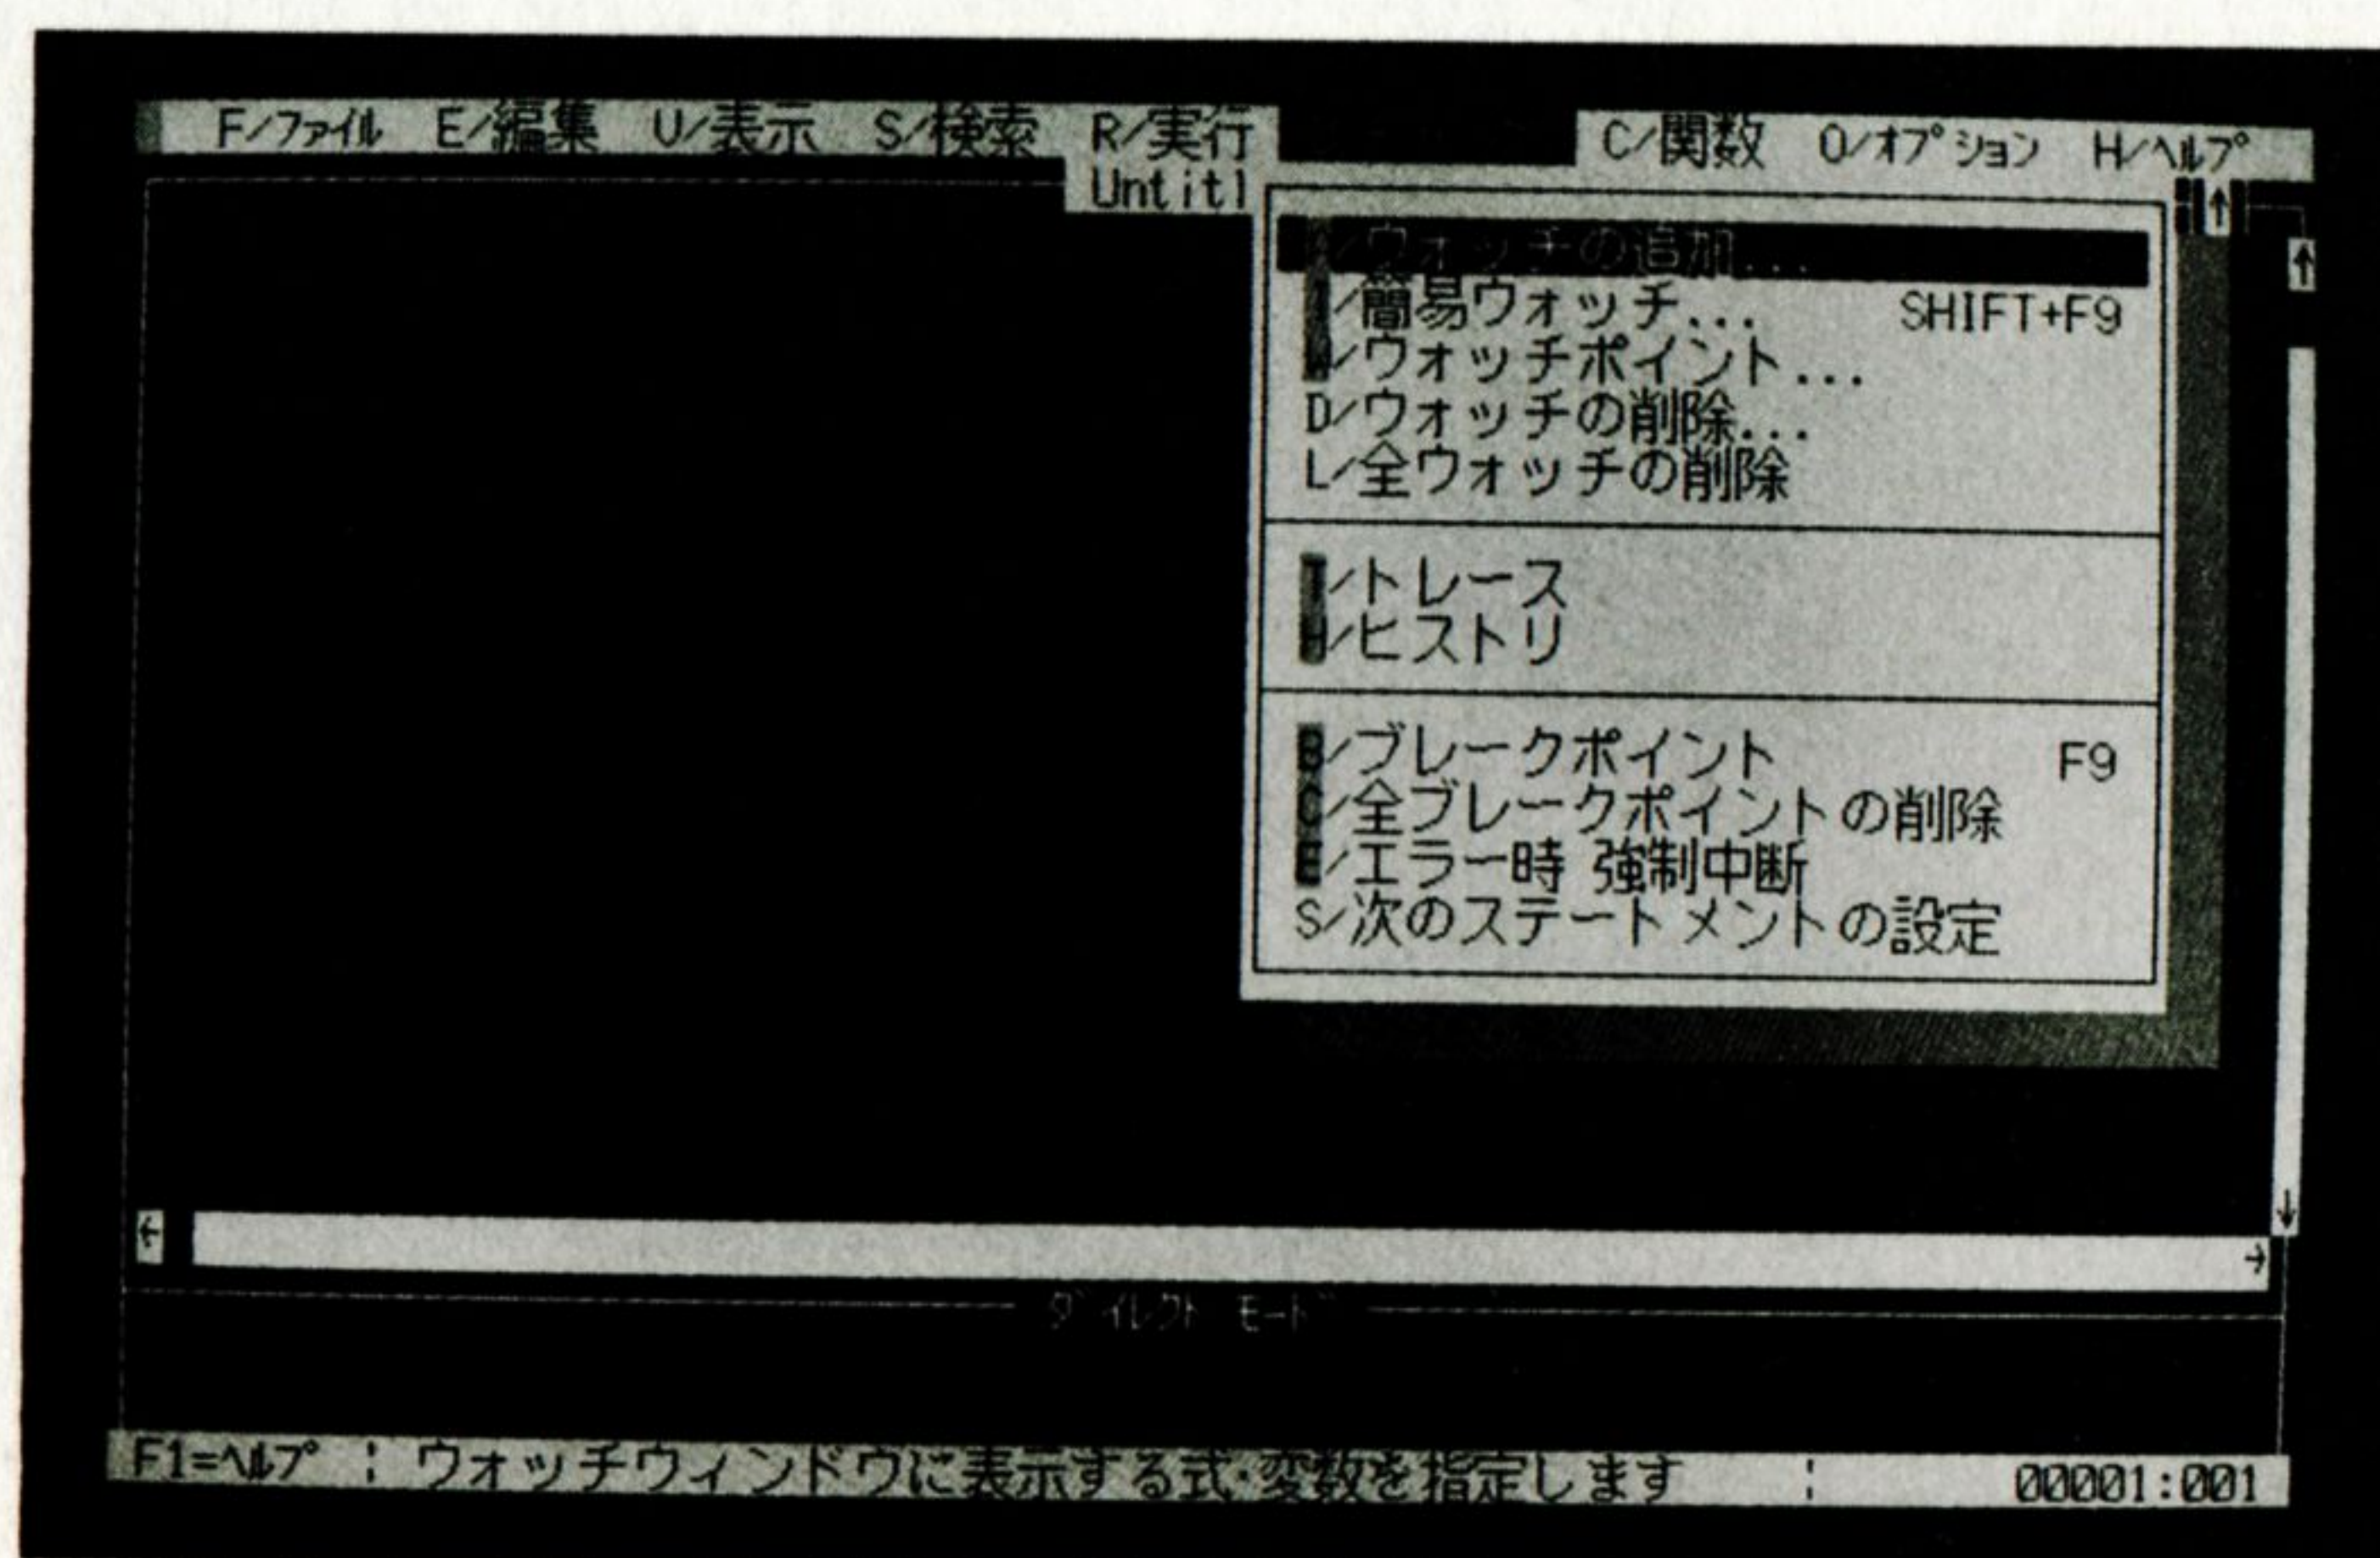 F/ファイル E/編集 U/表示 S/検索 R/実行 C/関数 O/オプション H/ヘルプ
Untitl
/ウォッチの追加...
I/簡易ウォッチ... SHIFT+F9
W/ウォッチポイント...
D/ウォッチの削除...
L/全ウォッチの削除
T/トレース
H/ヒストリ
B/ブレークポイント F9
C/全ブレークポイントの削除
E/エラー時 強制中断
S/次のステートメントの設定
ダイレクト モード
F1=ヘルプ ¦ ウォッチウィンドウに表示する式・変数を指定します ¦ 00001:001